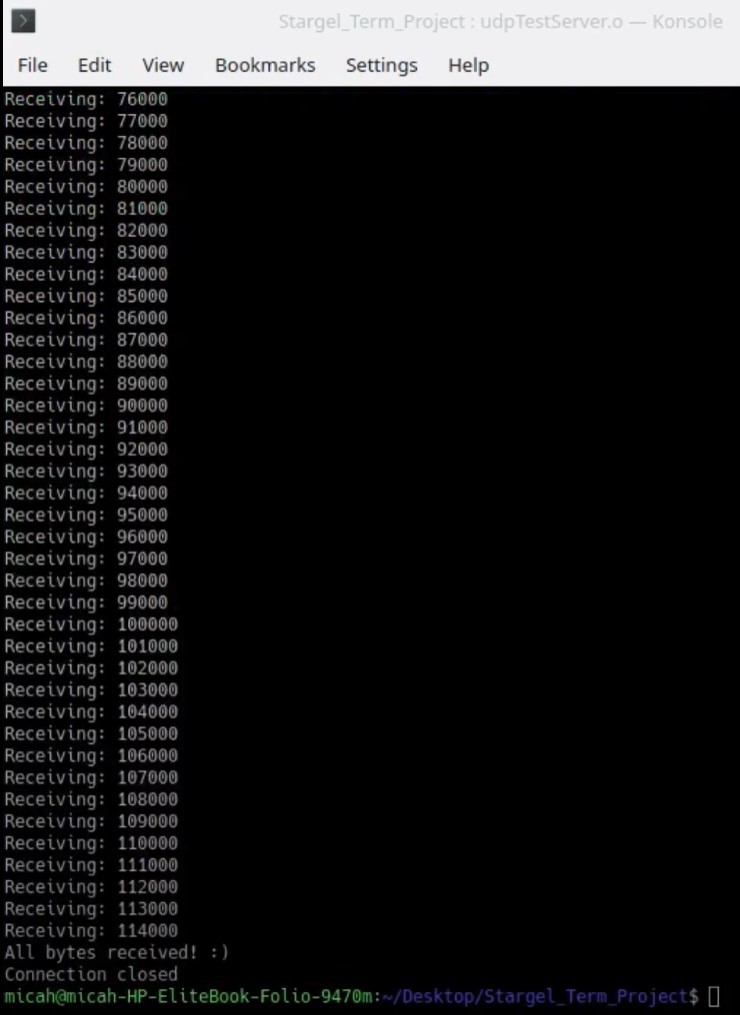 Stargel_Term_Project : udpTestServer.o — Konsole
File Edit View Bookmarks Settings Help
Receiving: 76000
Receiving: 77000
Receiving: 78000
Receiving: 79000
Receiving: 80000
Receiving: 81000
Receiving: 82000
Receiving: 83000
Receiving: 84000
Receiving: 85000
Receiving: 86000
Receiving: 87000
Receiving: 88000
Receiving: 89000
Receiving: 90000
Receiving: 91000
Receiving: 92000
Receiving: 93000
Receiving: 94000
Receiving: 95000
Receiving: 96000
Receiving: 97000
Receiving: 98000
Receiving: 99000
Receiving: 100000
Receiving: 101000
Receiving: 102000
Receiving: 103000
Receiving: 104000
Receiving: 105000
Receiving: 106000
Receiving: 107000
Receiving: 108000
Receiving: 109000
Receiving: 110000
Receiving: 111000
Receiving: 112000
Receiving: 113000
Receiving: 114000
All bytes received! :)
Connection closed
micah@micah-HP-EliteBook-Folio-9470m:~/Desktop/Stargel_Term_Project$